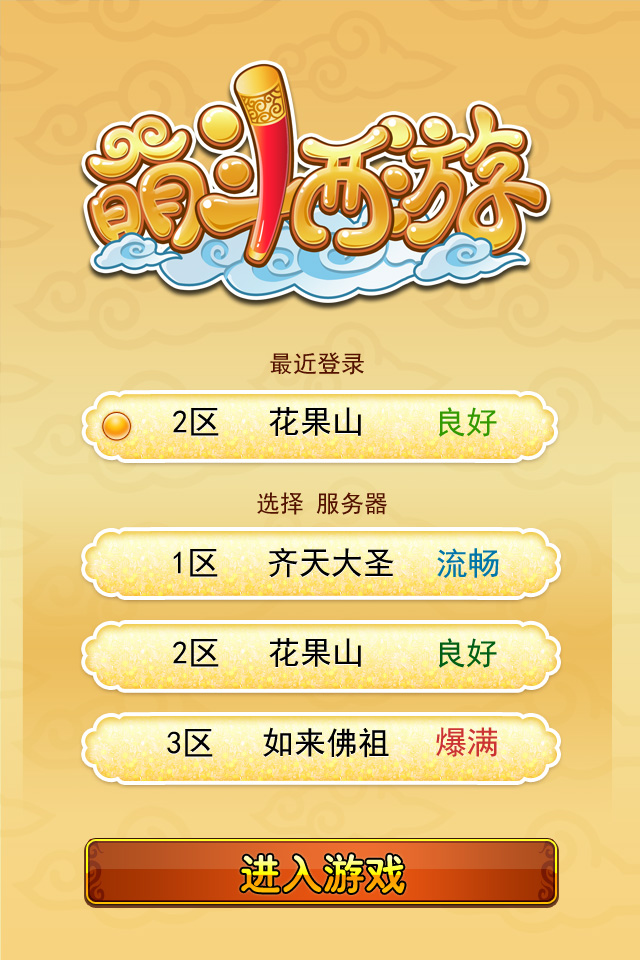 萌斗西游
最近登录
2区 花果山 良好
选择 服务器
1区 齐天大圣 流畅
2区 花果山 良好
3区 如来佛祖 爆满
进入游戏